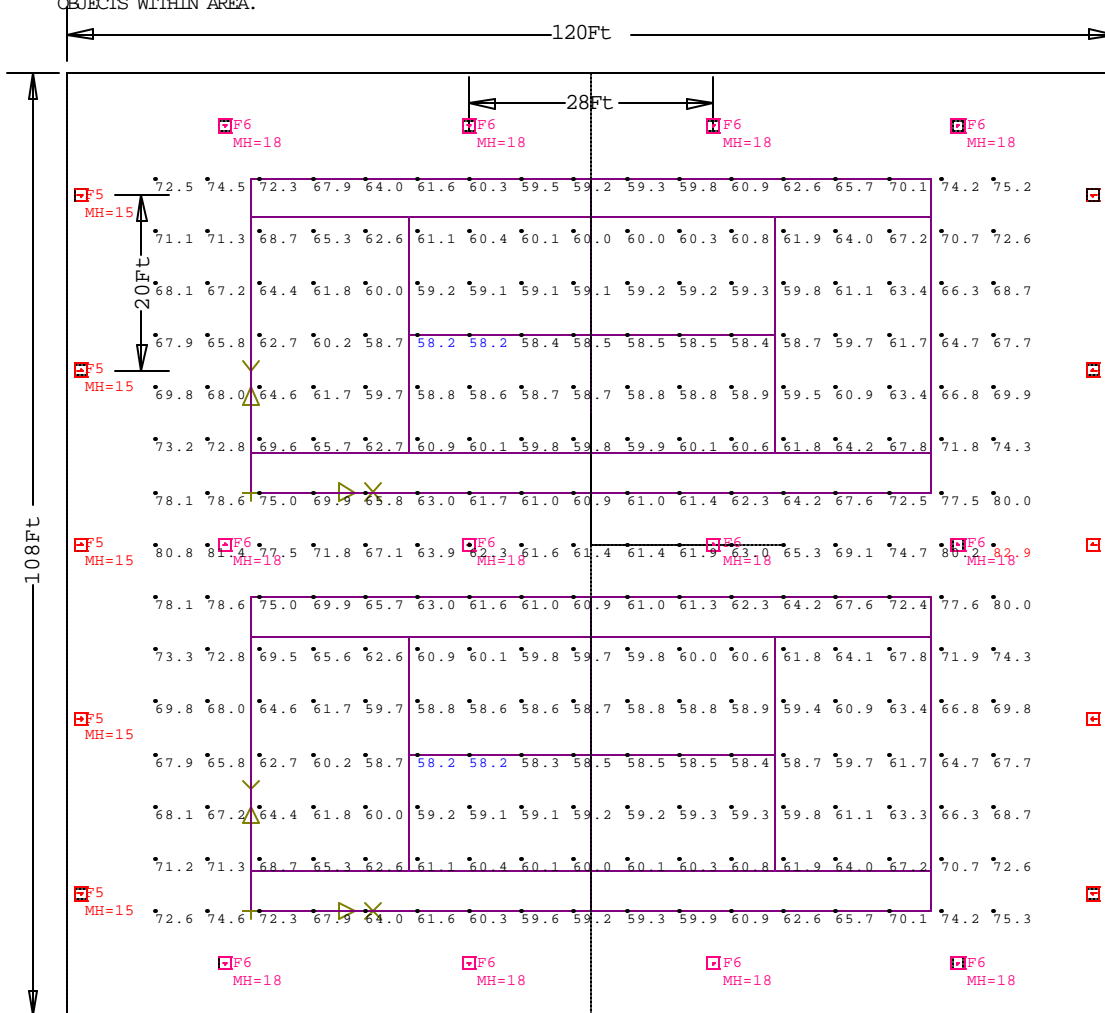 OBJECTS WITHIN AREA.
120Ft
28Ft
F6 F6 F6 F6
MH=18 MH=18 MH=18 MH=18
72.5 74.5 72.3 67.9 64.0 61.6 60.3 59.5 59.2 59.3 59.8 60.9 62.6 65.7 70.1 74.2 75.2
F5
MH=15
71.1 71.3 68.7 65.3 62.6 61.1 60.4 60.1 60.0 60.0 60.3 60.8 61.9 64.0 67.2 70.7 72.6
20Ft
68.1 67.2 64.4 61.8 60.0 59.2 59.1 59.1 59.1 59.2 59.2 59.3 59.8 61.1 63.4 66.3 68.7
67.9 65.8 62.7 60.2 58.7 58.2 58.2 58.4 58.5 58.5 58.5 58.4 58.7 59.7 61.7 64.7 67.7
F5
MH=15
69.8 68.0 64.6 61.7 59.7 58.8 58.6 58.7 58.7 58.8 58.8 58.9 59.5 60.9 63.4 66.8 69.9
73.2 72.8 69.6 65.7 62.7 60.9 60.1 59.8 59.8 59.9 60.1 60.6 61.8 64.2 67.8 71.8 74.3
78.1 78.6 75.0 69.9 65.8 63.0 61.7 61.0 60.9 61.0 61.4 62.3 64.2 67.6 72.5 77.5 80.0
108Ft
F5 F6 F6 F6 F6
80.8 81.4 77.5 71.8 67.1 63.9 62.3 61.6 61.4 61.4 61.9 63.0 65.3 69.1 74.7 80.2 82.9
MH=15 MH=18 MH=18 MH=18 MH=18
78.1 78.6 75.0 69.9 65.7 63.0 61.6 61.0 60.9 61.0 61.3 62.3 64.2 67.6 72.4 77.6 80.0
73.3 72.8 69.5 65.6 62.6 60.9 60.1 59.8 59.7 59.8 60.0 60.6 61.8 64.1 67.8 71.9 74.3
69.8 68.0 64.6 61.7 59.7 58.8 58.6 58.6 58.7 58.8 58.8 58.9 59.4 60.9 63.4 66.8 69.8
F5
MH=15
67.9 65.8 62.7 60.2 58.7 58.2 58.2 58.3 58.5 58.5 58.5 58.4 58.7 59.7 61.7 64.7 67.7
68.1 67.2 64.4 61.8 60.0 59.2 59.1 59.1 59.2 59.2 59.3 59.3 59.8 61.1 63.3 66.3 68.7
71.2 71.3 68.7 65.3 62.6 61.1 60.4 60.1 60.0 60.1 60.3 60.8 61.9 64.0 67.2 70.7 72.6
F5
MH=15
72.6 74.6 72.3 67.9 64.0 61.6 60.3 59.6 59.2 59.3 59.9 60.9 62.6 65.7 70.1 74.2 75.3
F6 F6 F6 F6
MH=18 MH=18 MH=18 MH=18